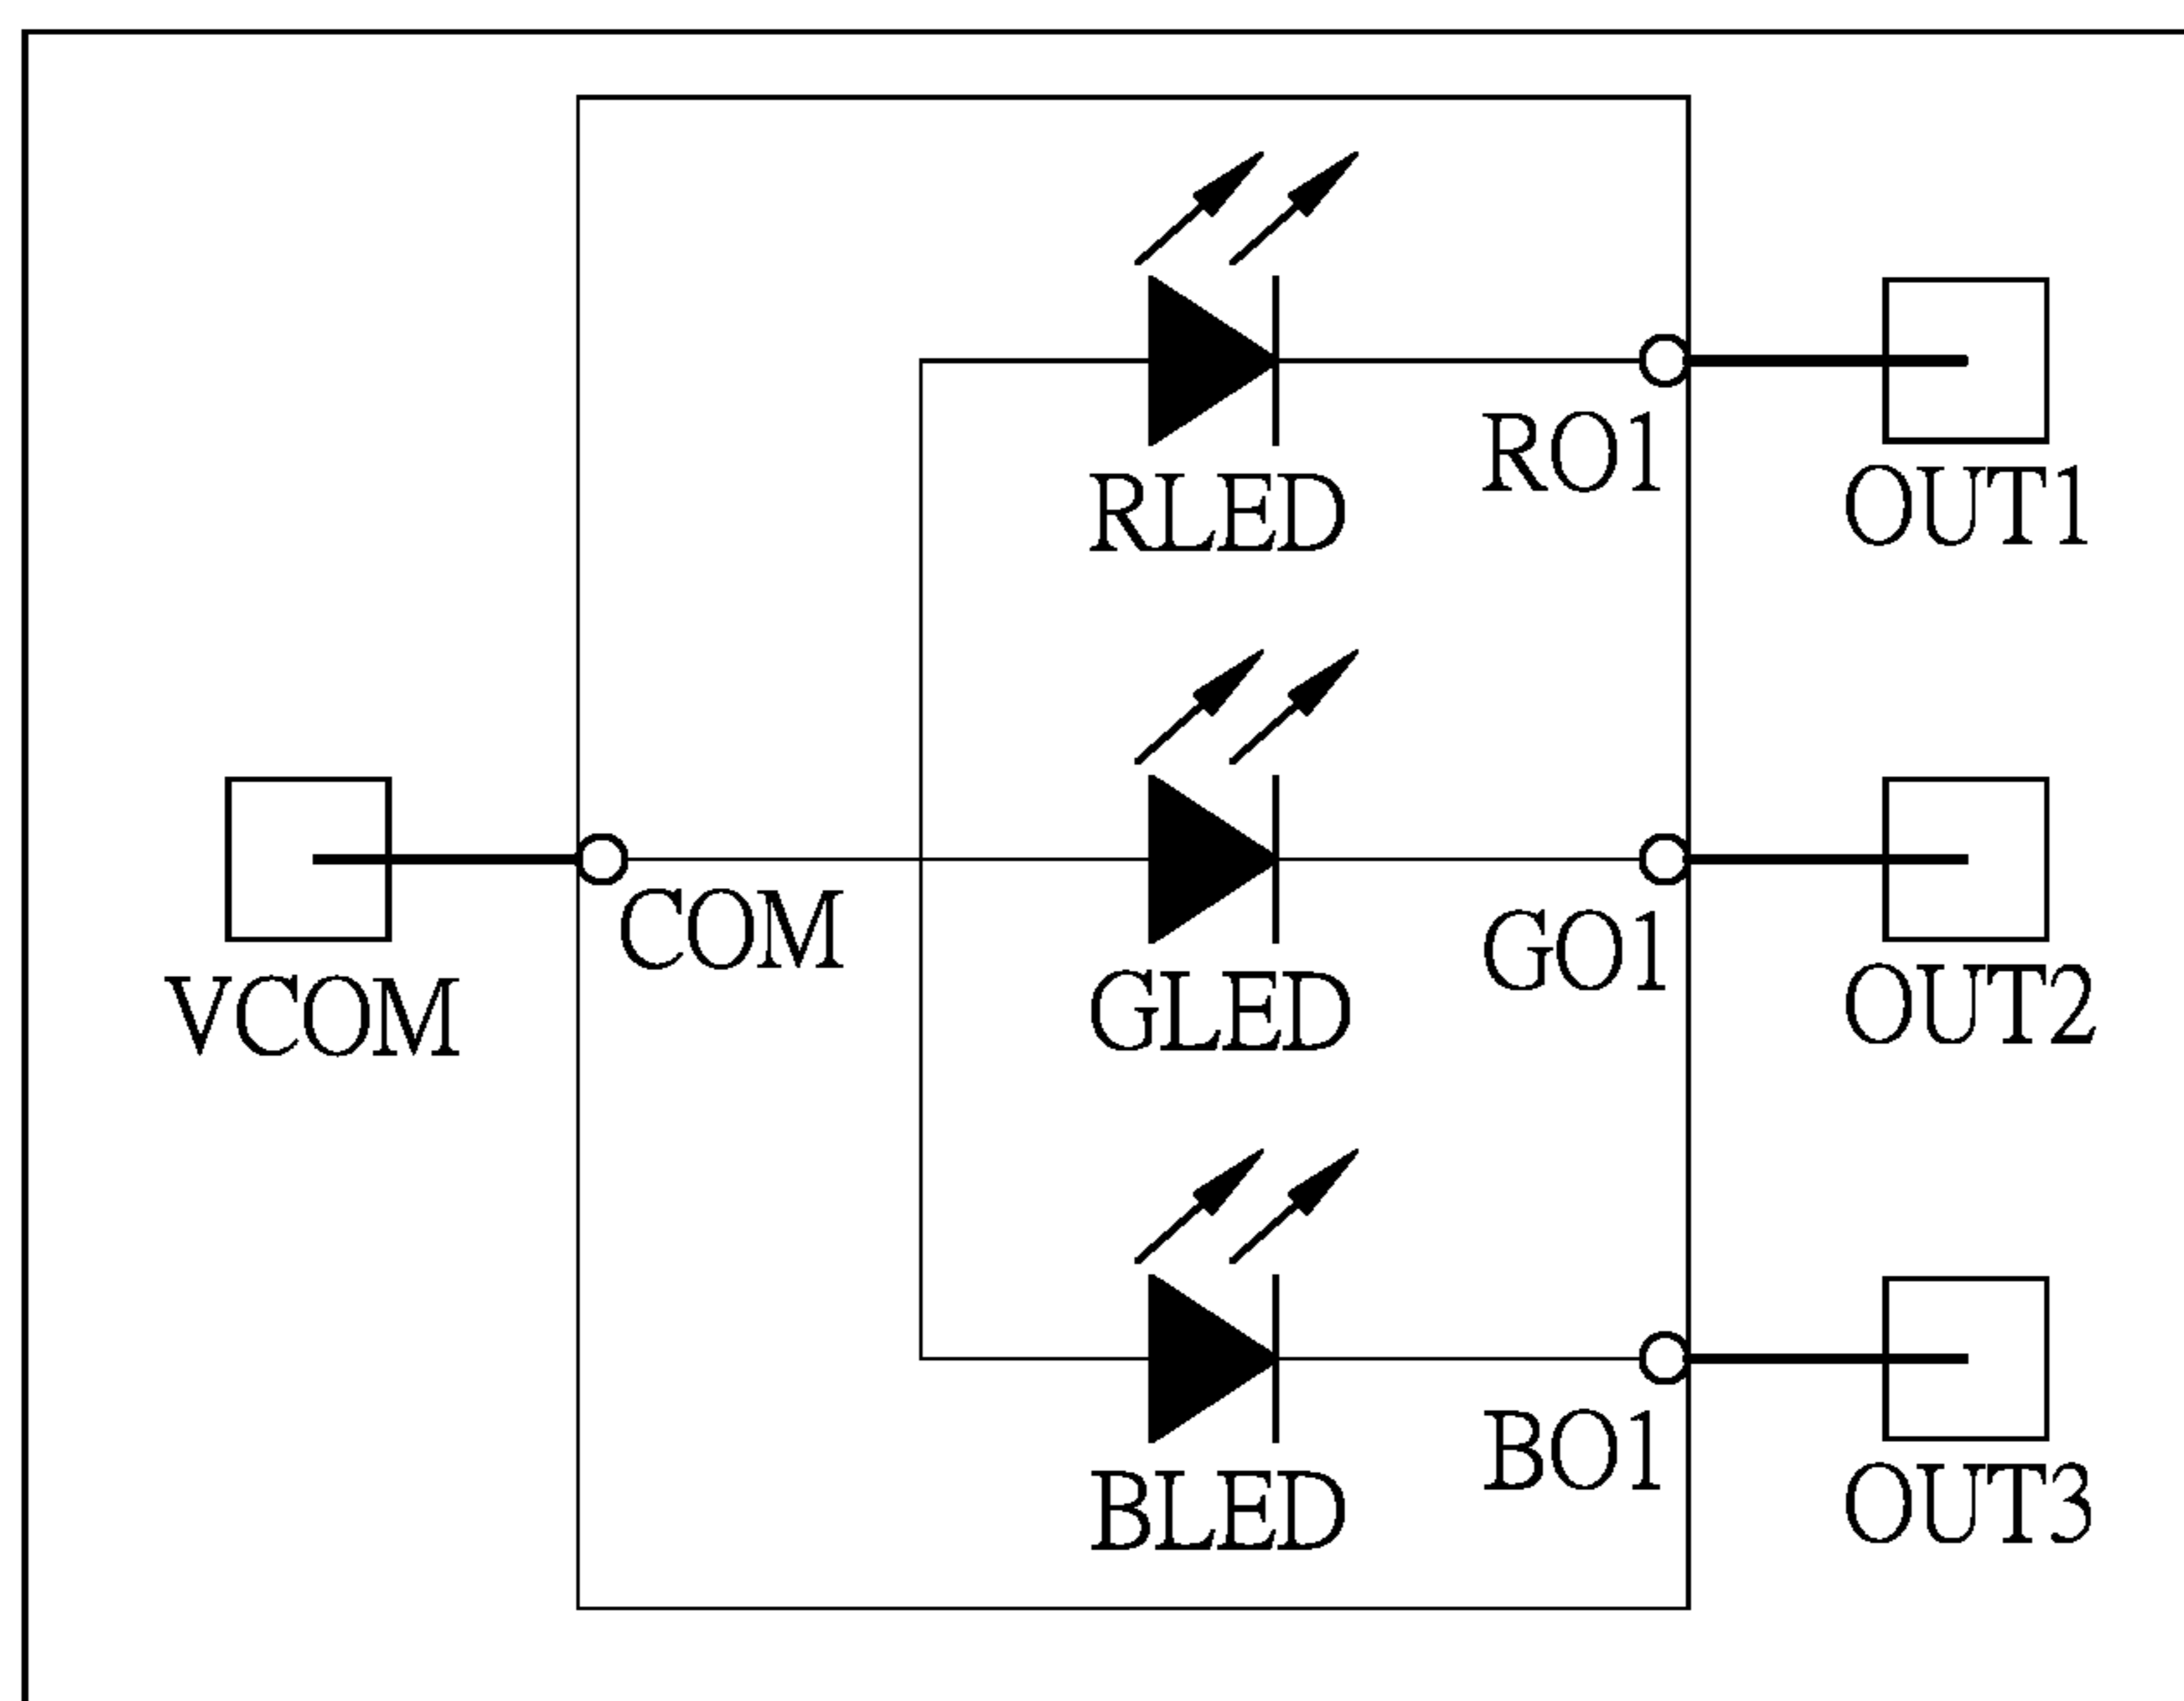 RO1
RLED
OUT1
COM
GO1
VCOM
GLED
OUT2
BO1
BLED
OUT3